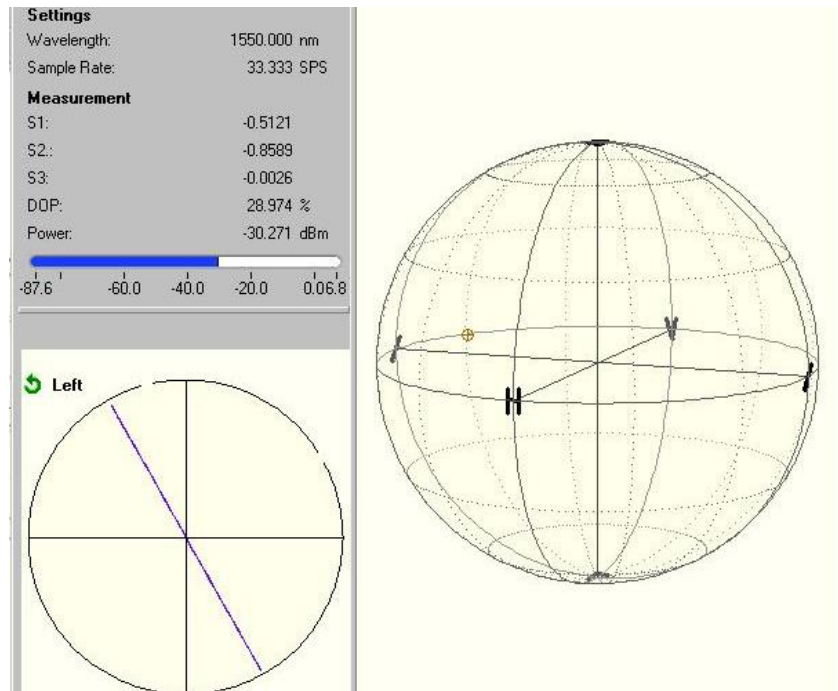 Settings
Wavelength: 1550.000 nm
Sample Rate: 33.333 SPS
Measurement
S1: -0.5121
S2.: -0.8589
S3: -0.0026
DOP: 28.974 %
Power: -30.271 dBm
-87.6 -60.0 -40.0 -20.0 0.06.8
Left
V
H